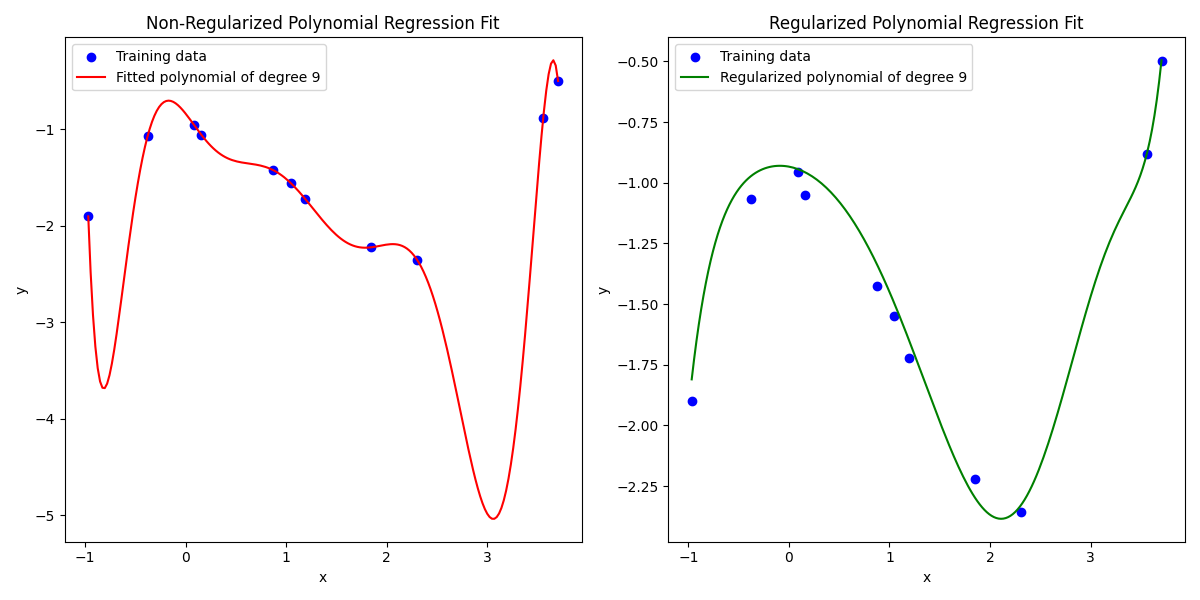 Non-Regularized Polynomial Regression Fit
Training data
Fitted polynomial of degree 9
−1
−2
−3
−4
−5
y
−1 0 1 2 3
x
Regularized Polynomial Regression Fit
Training data
Regularized polynomial of degree 9
−0.50
−0.75
−1.00
−1.25
−1.50
−1.75
−2.00
−2.25
y
−1 0 1 2 3
x